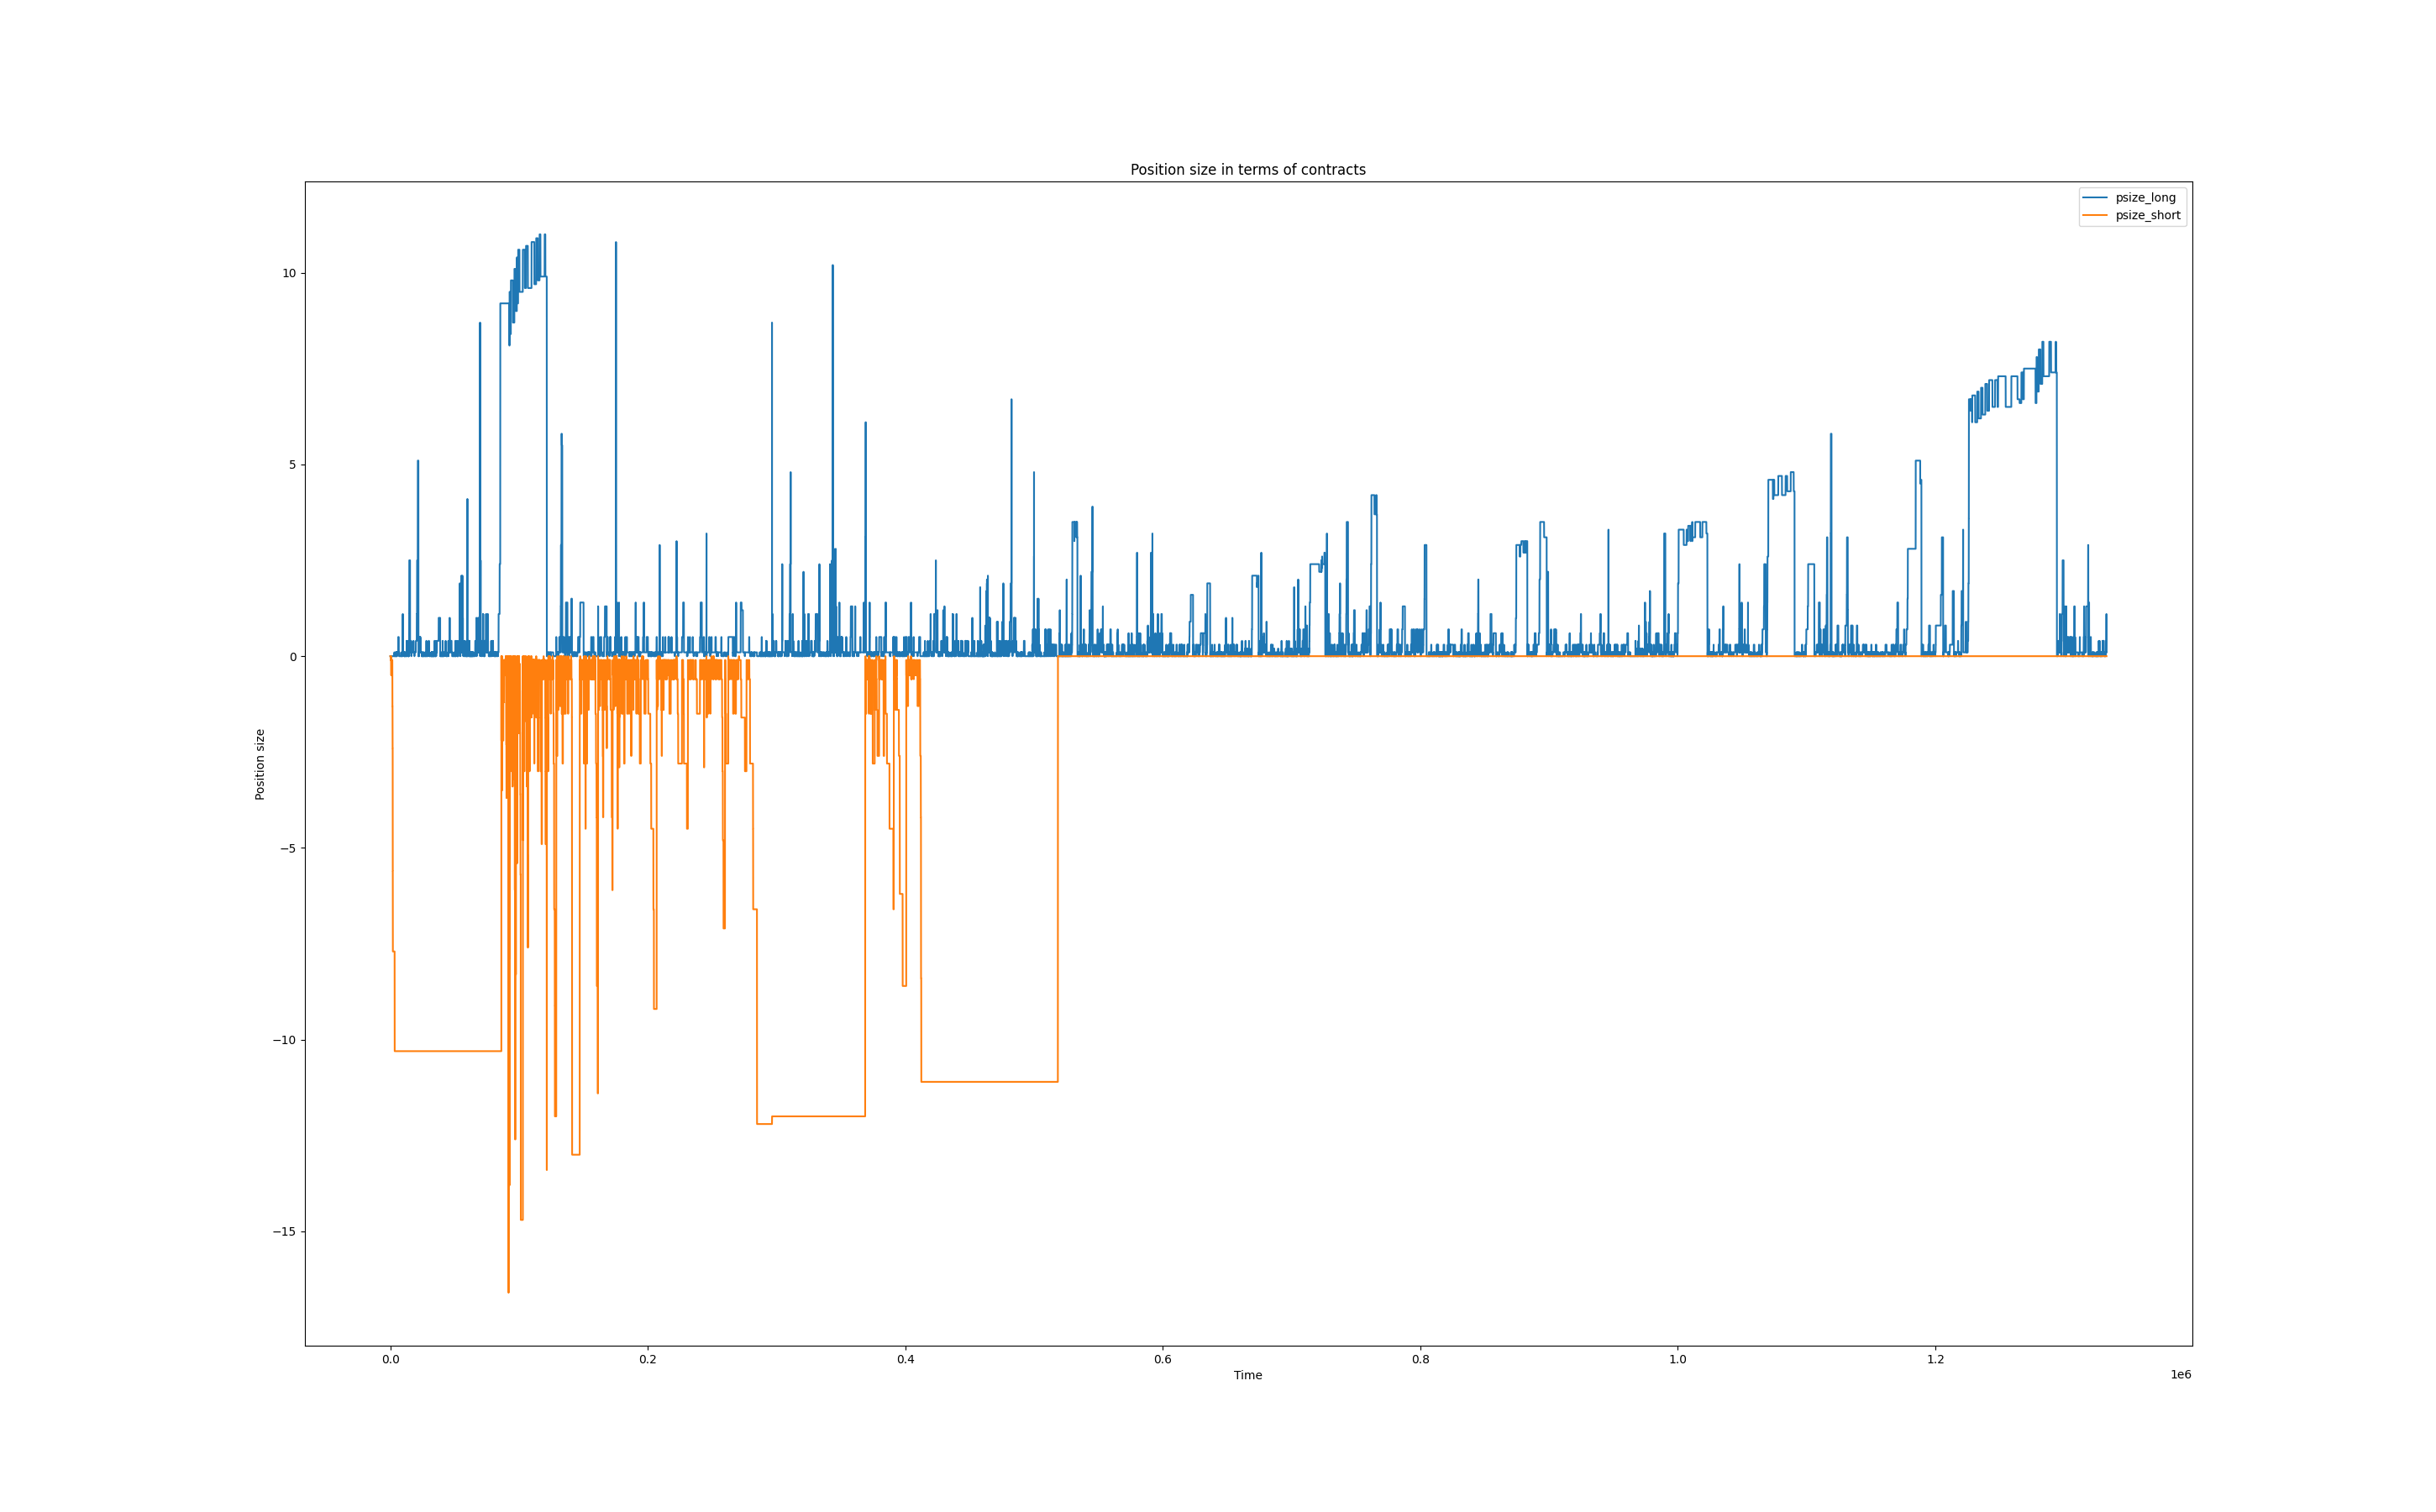 Position size in terms of contracts
psize_long
psize_short
10
5
0
−5
−10
−15
Position size
0.0 0.2 0.4 0.6 0.8 1.0 1.2
Time
1e6